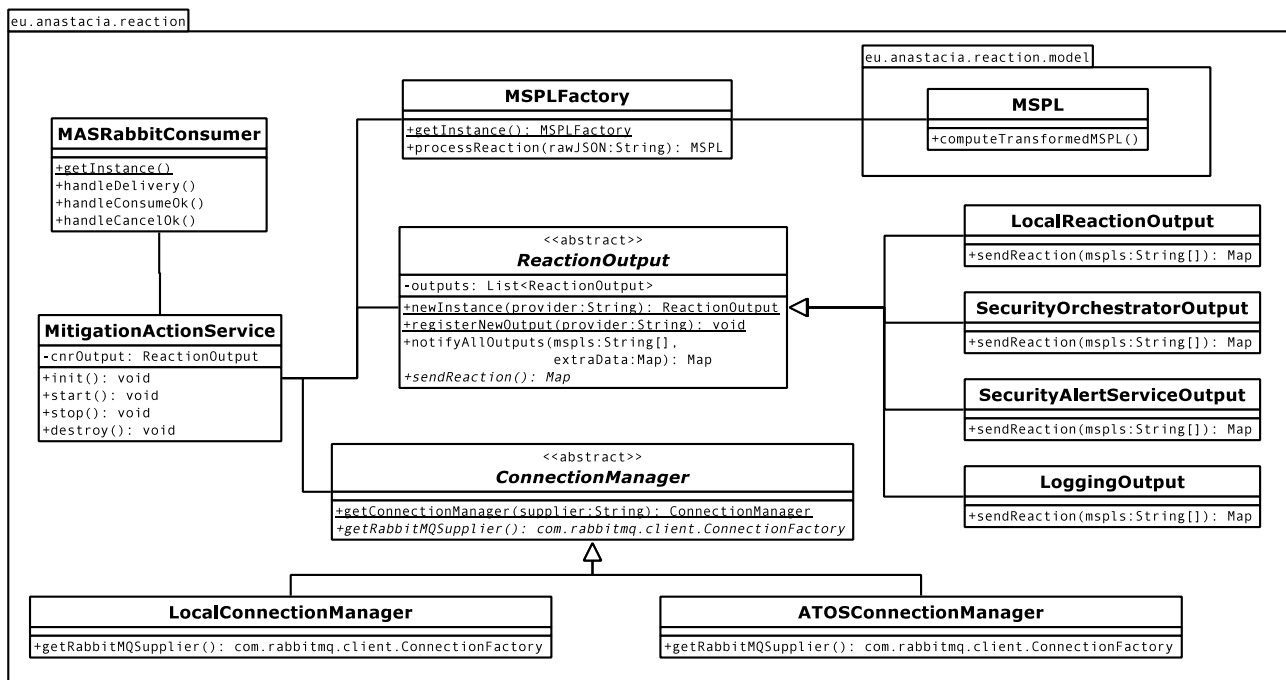 eu.anastacia.reaction
eu.anastacia.reaction.model
MSPLFactory
+getInstance(): MSPLFactory
+processReaction(rawJSON:String): MSPL
MSPL
+computeTransformedMSPL()
MASRabbitConsumer
+getInstance()
+handleDelivery()
+handleConsumeOk()
+handleCancelOk()
<<abstract>>
ReactionOutput
-outputs: List<ReactionOutput>
+newInstance(provider:String): ReactionOutput
+registerNewOutput(provider:String): void
+notifyAllOutputs(mspls:String[],
extraData:Map): Map
+sendReaction(): Map
LocalReactionOutput
+sendReaction(mspls:String[]): Map
SecurityOrchestratorOutput
+sendReaction(mspls:String[]): Map
SecurityAlertServiceOutput
+sendReaction(mspls:String[]): Map
LoggingOutput
+sendReaction(mspls:String[]): Map
MitigationActionService
-cnrOutput: ReactionOutput
+init(): void
+start(): void
+stop(): void
+destroy(): void
<<abstract>>
ConnectionManager
+getConnectionManager(supplier:String): ConnectionManager
+getRabbitMQSupplier(): com.rabbitmq.client.ConnectionFactory
LocalConnectionManager
+getRabbitMQSupplier(): com.rabbitmq.client.ConnectionFactory
ATOSConnectionManager
+getRabbitMQSupplier(): com.rabbitmq.client.ConnectionFactory